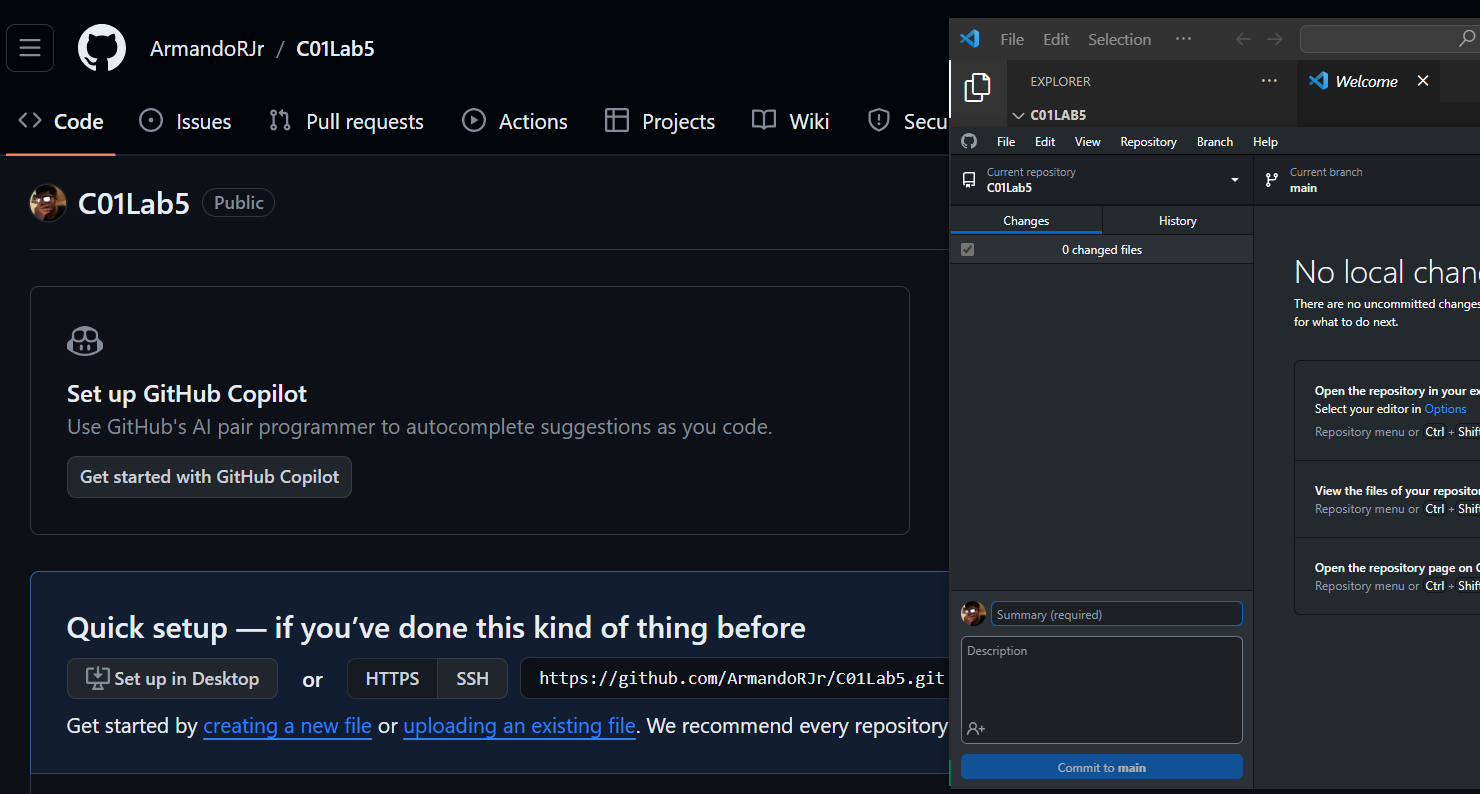 ArmandoRJr / C01Lab5
Code Issues Pull requests Actions Projects Wiki Secu
C01Lab5 Public
Set up GitHub Copilot
Use GitHub's AI pair programmer to autocomplete suggestions as you code.
Get started with GitHub Copilot
Quick setup — if you’ve done this kind of thing before
Set up in Desktop or HTTPS SSH https://github.com/ArmandoRJr/C01Lab5.git
Get started by creating a new file or uploading an existing file. We recommend every repository
File Edit Selection ...
EXPLORER ... Welcome
C01LAB5
File Edit View Repository Branch Help
Current repository
C01Lab5
Current branch
main
Changes History
0 changed files
No local chan
There are no uncommitted changes
for what to do next.
Open the repository in your ex
Select your editor in Options
Repository menu or Ctrl + Shift
View the files of your repositor
Repository menu or Ctrl + Shift
Open the repository page on G
Repository menu or Ctrl + Shift
Summary (required)
Description
Commit to main